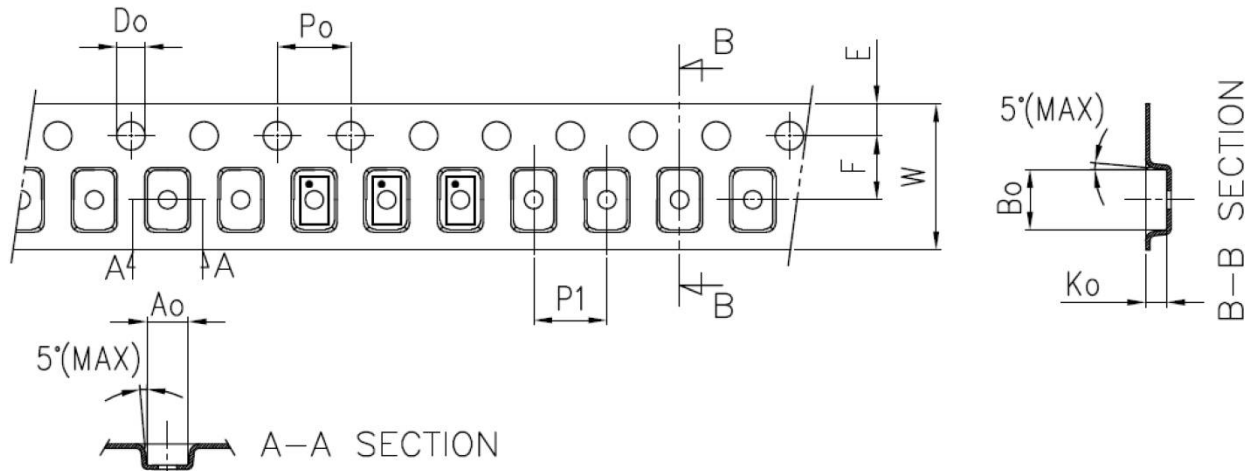 Do
Po
B
E
F
W
A
A
Ao
P1
B
5°(MAX)
A–A SECTION
5°(MAX)
Bo
Ko
B–B SECTION